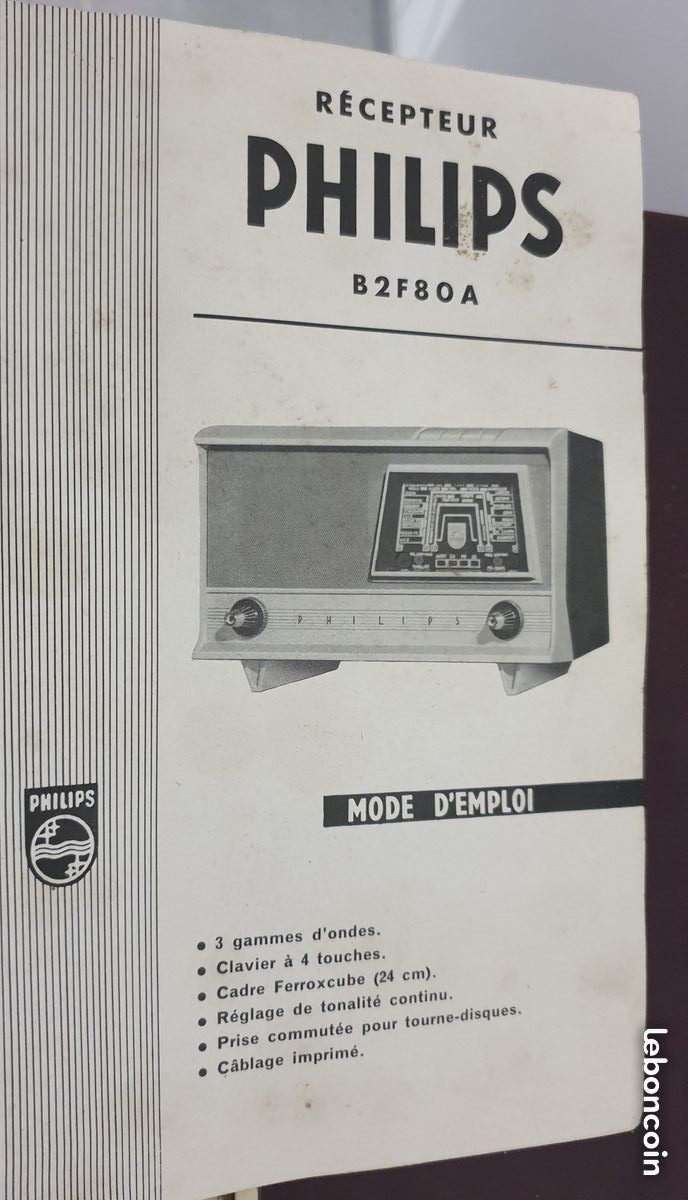 RÉCEPTEUR
PHILIPS
B2F80A
PHILIPS
MODE D'EMPLOI
PHILIPS
• 3 gammes d'ondes.
• Clavier à 4 touches.
• Cadre Ferroxcube (24 cm).
• Réglage de tonalité continu.
• Prise commutée pour tourne-disques.
• Câblage imprimé.
leboncoin